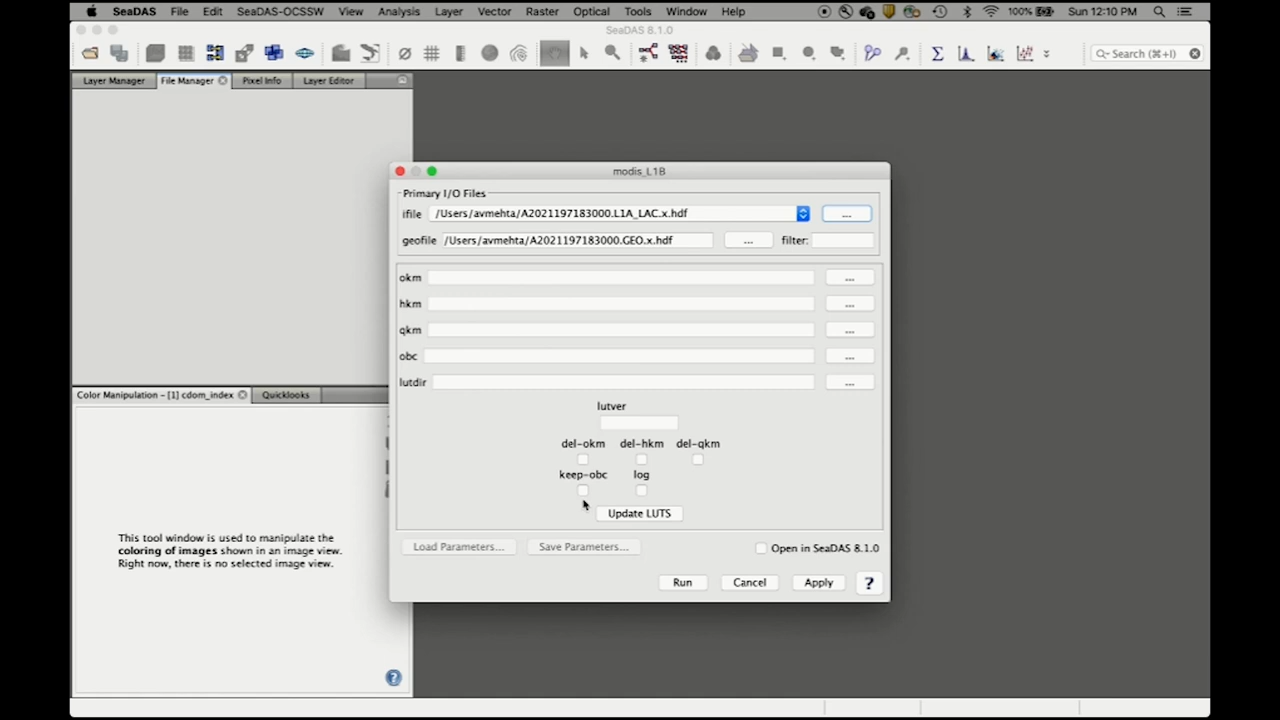 SeaDAS File Edit SeaDAS-OCSSW View Analysis Layer Vector Raster Optical Tools Window Help 100% Sun 12:10 PM
SeaDAS 8.1.0
Search (⌘+I)
Layer Manager File Manager Pixel Info Layer Editor
modis_L1B
Primary I/O Files
ifile /Users/avmehta/A2021197183000.L1A_LAC.x.hdf ...
geofile /Users/avmehta/A2021197183000.GEO.x.hdf ... filter:
okm ...
hkm ...
qkm ...
obc ...
lutdir ...
lutver
del-okm del-hkm del-qkm
keep-obc log
Update LUTS
Load Parameters... Save Parameters... Open in SeaDAS 8.1.0
Run Cancel Apply ?
Color Manipulation - [1] cdom_index Quicklooks
This tool window is used to manipulate the
coloring of images shown in an image view.
Right now, there is no selected image view.
?